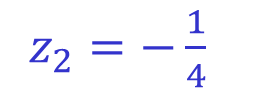 z₂ = −1/4